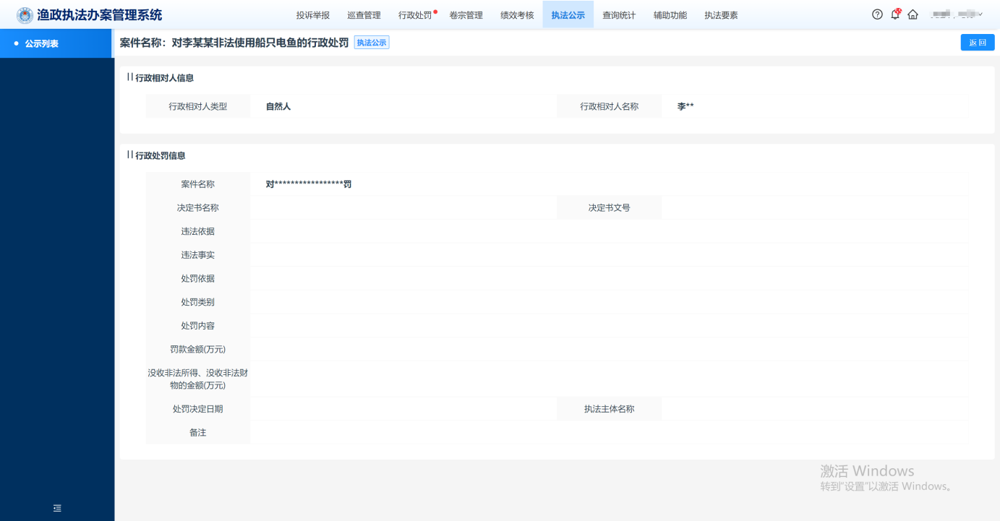 渔政执法办案管理系统
投诉举报 巡查管理 行政处罚 卷宗管理 绩效考核 执法公示 查询统计 辅助功能 执法要素
公示列表
案件名称：对李某某非法使用船只电鱼的行政处罚 执法公示 返回
行政相对人信息
行政相对人类型 自然人 行政相对人名称 李**
行政处罚信息
案件名称 对*****************罚
决定书名称 决定书文号
违法依据
违法事实
处罚依据
处罚类别
处罚内容
罚款金额(万元)
没收非法所得、没收非法财
物的金额(万元)
处罚决定日期 执法主体名称
备注
激活 Windows
转到"设置"以激活 Windows。